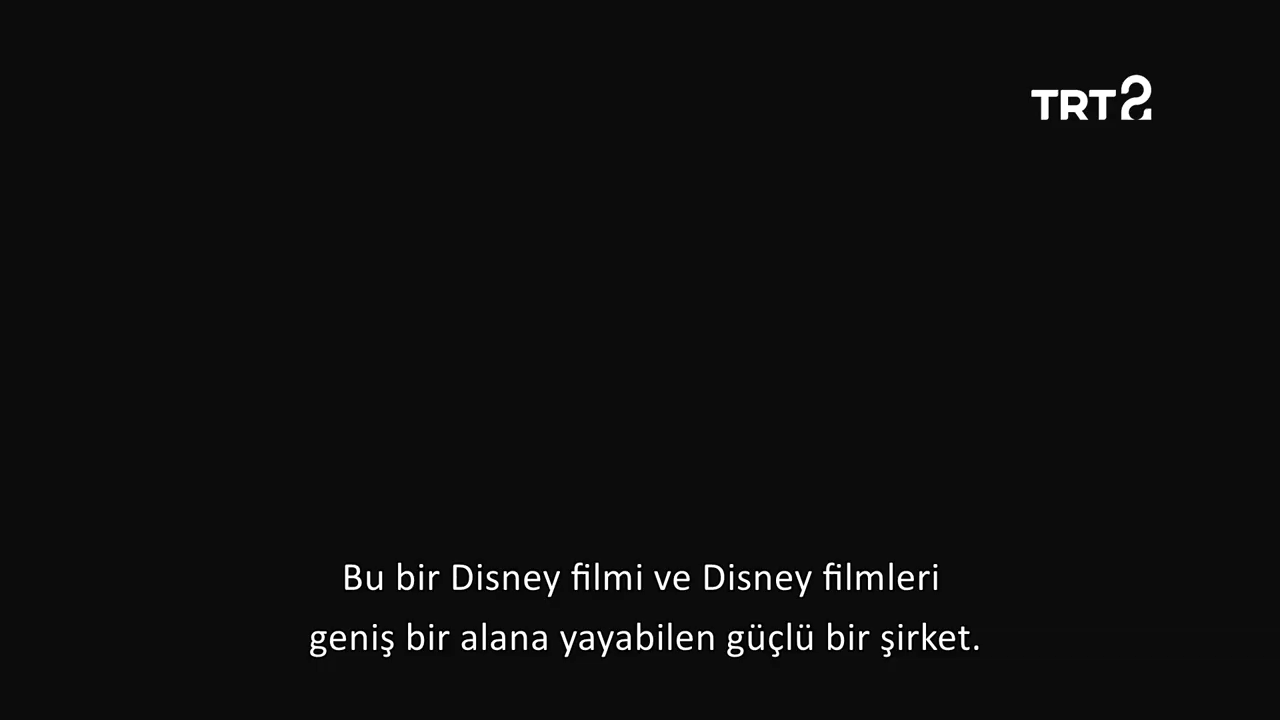 TRT2
Bu bir Disney filmi ve Disney filmleri
geniş bir alana yayabilen güçlü bir şirket.